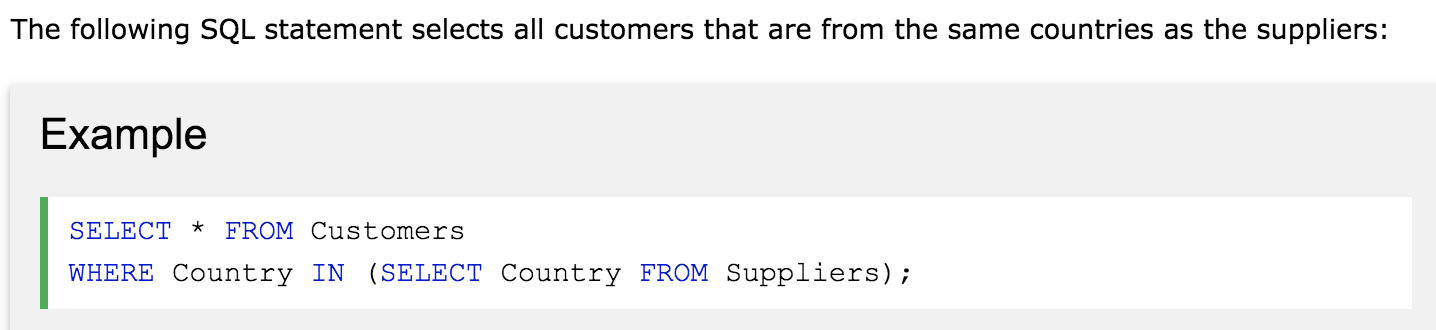 The following SQL statement selects all customers that are from the same countries as the suppliers:
Example
SELECT * FROM Customers
WHERE Country IN (SELECT Country FROM Suppliers);